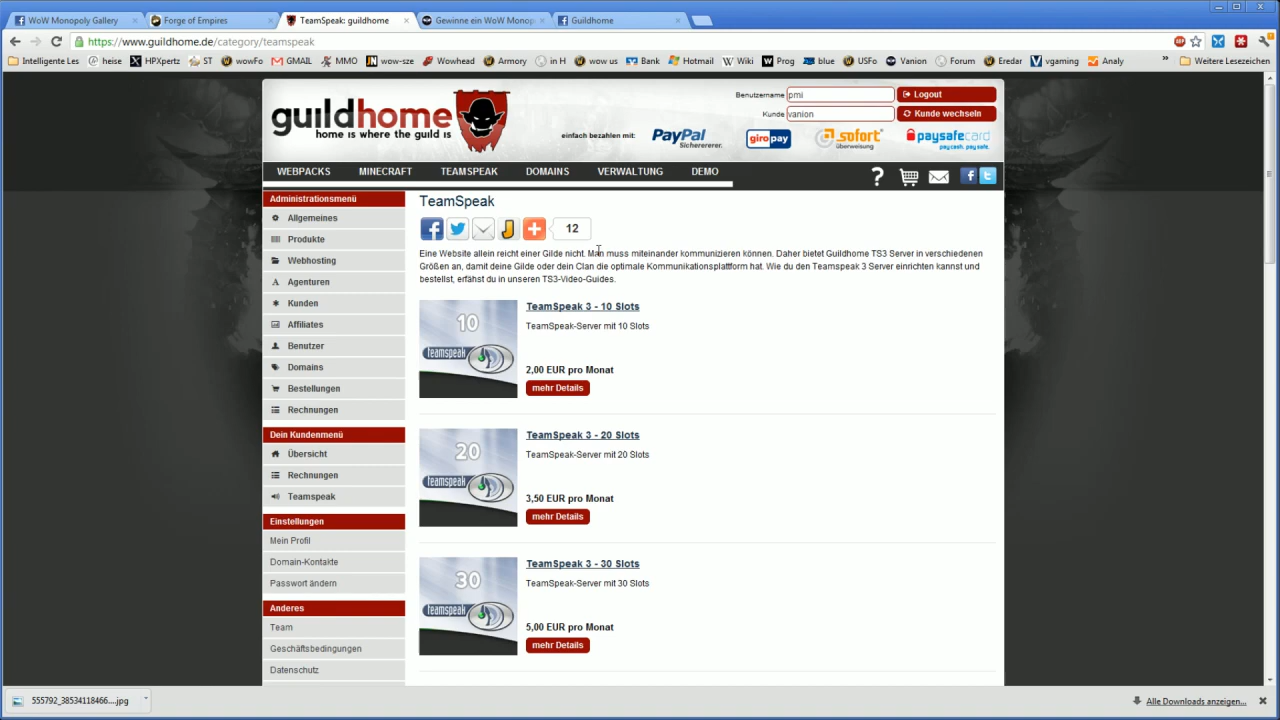 WoW Monopoly Gallery
Forge of Empires
TeamSpeak: guildhome
Gewinne ein WoW Monop
Guildhome
https://www.guildhome.de/category/teamspeak
Intelligente Les
heise
HPXpertz
ST
wowFo
GMAIL
MMO
wow-sze
Wowhead
Armory
in H
wow us
Bank
Hotmail
Wiki
Prog
blue
USFo
Vanion
Forum
Eredar
vgaming
Analy
Weitere Lesezeichen
guildhome
home is where the guild is
Benutzername pmi
Logout
Kunde vanion
Kunde wechseln
einfach bezahlen mit:
PayPal
Sichererer.
giropay
sofort
überweisung
paysafecard
pay cash. pay safe.
WEBPACKS
MINECRAFT
TEAMSPEAK
DOMAINS
VERWALTUNG
DEMO
Administrationsmenü
Allgemeines
Produkte
Webhosting
Agenturen
Kunden
Affiliates
Benutzer
Domains
Bestellungen
Rechnungen
Dein Kundenmenü
Übersicht
Rechnungen
Teamspeak
Einstellungen
Mein Profil
Domain-Kontakte
Passwort ändern
Anderes
Team
Geschäftsbedingungen
Datenschutz
TeamSpeak
12
Eine Website allein reicht einer Gilde nicht. Man muss miteinander kommunizieren können. Daher bietet Guildhome TS3 Server in verschiedenen
Größen an, damit deine Gilde oder dein Clan die optimale Kommunikationsplattform hat. Wie du den Teamspeak 3 Server einrichten kannst und
bestellst, erfähst du in unseren TS3-Video-Guides.
10
teamspeak
TeamSpeak 3 - 10 Slots
TeamSpeak-Server mit 10 Slots
2,00 EUR pro Monat
mehr Details
20
teamspeak
TeamSpeak 3 - 20 Slots
TeamSpeak-Server mit 20 Slots
3,50 EUR pro Monat
mehr Details
30
teamspeak
TeamSpeak 3 - 30 Slots
TeamSpeak-Server mit 30 Slots
5,00 EUR pro Monat
mehr Details
555792_38534118466....jpg
Alle Downloads anzeigen...